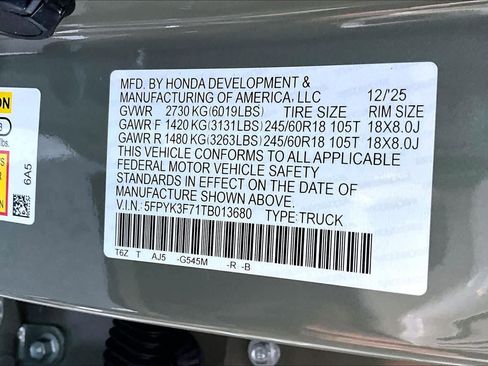 MFD. BY HONDA DEVELOPMENT &
MANUFACTURING OF AMERICA, LLC 12/'25
GVWR 2730 KG(6019LBS) TIRE SIZE RIM SIZE
GAWR F 1420 KG(3131LBS) 245/60R18 105T 18X8.0J
GAWR R 1480 KG(3263LBS) 245/60R18 105T 18X8.0J
THIS VEHICLE CONFORMS TO ALL APPLICABLE
FEDERAL MOTOR VEHICLE SAFETY
STANDARDS IN EFFECT ON THE DATE OF
MANUFACTURE SHOWN ABOVE.
V.I.N.: 5FPYK3F71TB013680 TYPE:TRUCK
T6Z T AJ5 -G545M -R -B
6A5